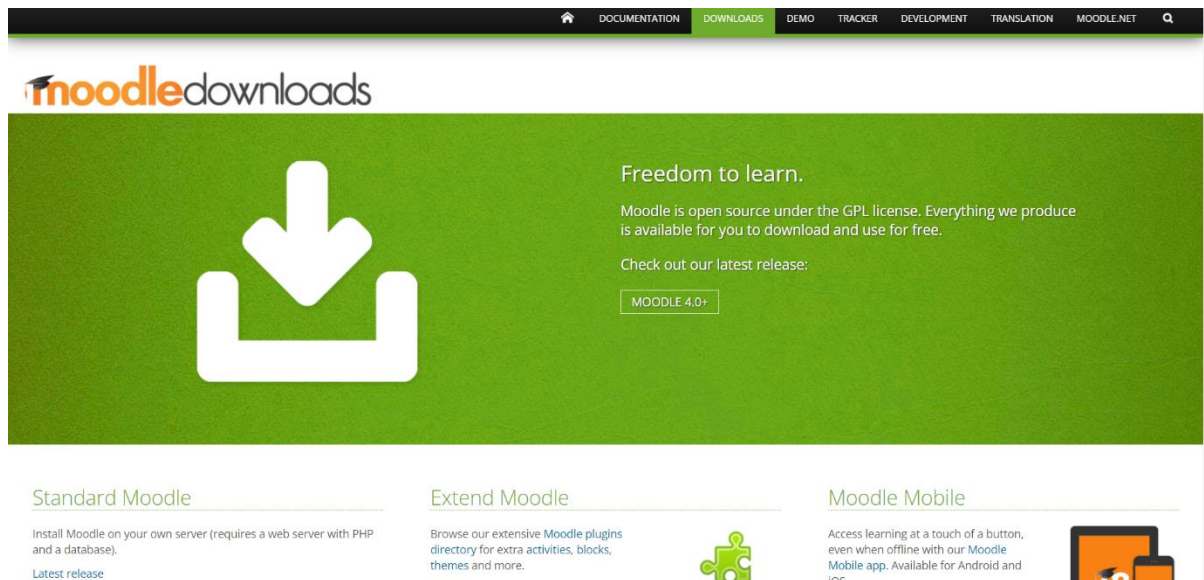 DOCUMENTATION DOWNLOADS DEMO TRACKER DEVELOPMENT TRANSLATION MOODLE.NET
moodledownloads
Freedom to learn.
Moodle is open source under the GPL license. Everything we produce
is available for you to download and use for free.
Check out our latest release:
MOODLE 4.0+
Standard Moodle
Install Moodle on your own server (requires a web server with PHP
and a database).
Latest release
Extend Moodle
Browse our extensive Moodle plugins
directory for extra activities, blocks,
themes and more.
Moodle Mobile
Access learning at a touch of a button,
even when offline with our Moodle
Mobile app. Available for Android and
iOS